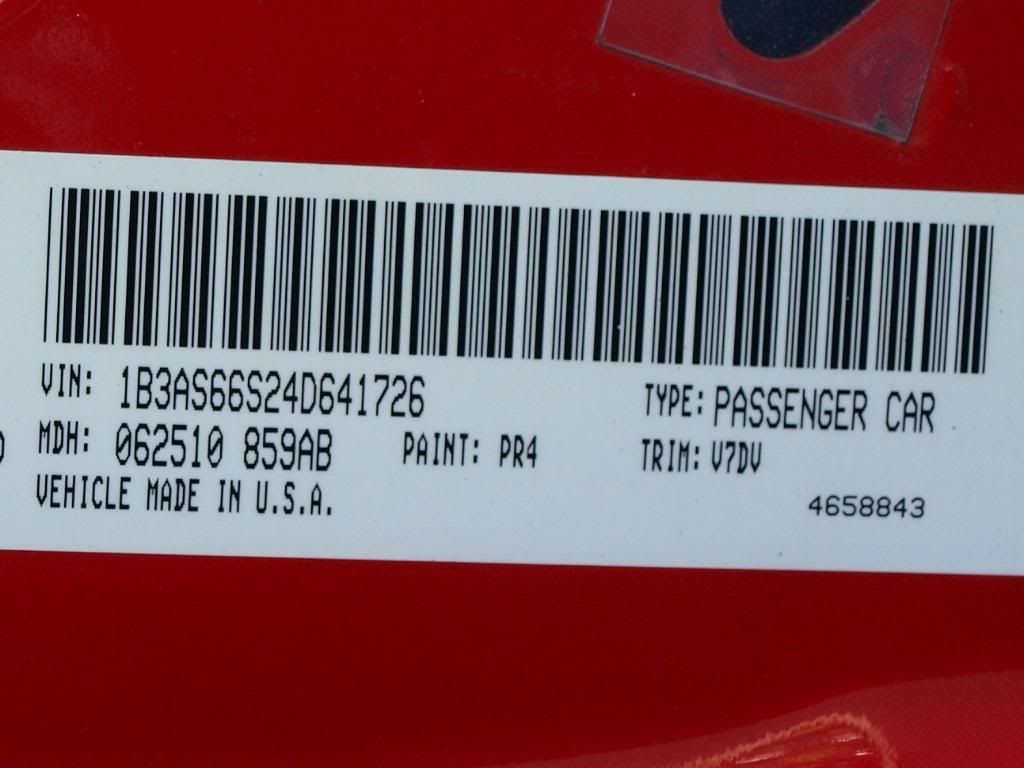 VIN: 1B3AS66S24D641726 TYPE: PASSENGER CAR
MDH: 062510 859AB PAINT: PR4 TRIM: V7DV
VEHICLE MADE IN U.S.A. 4658843